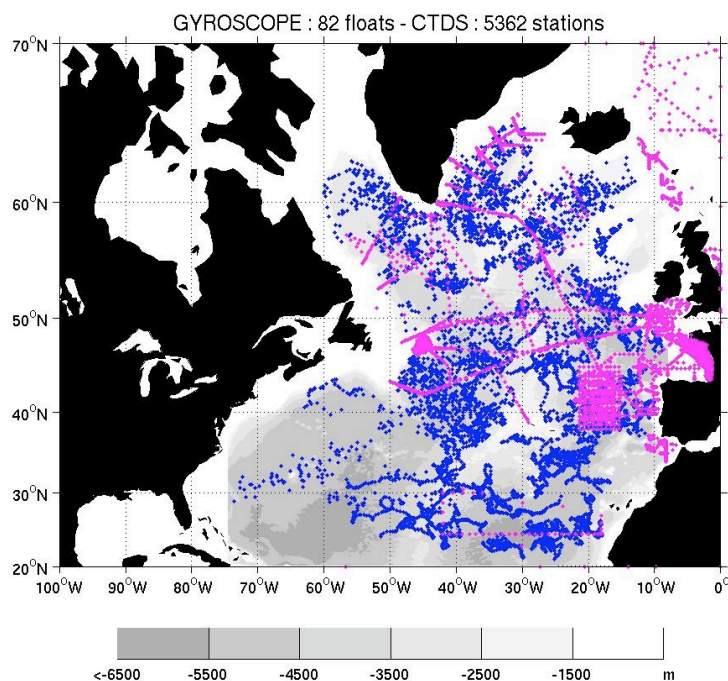 GYROSCOPE : 82 floats - CTDS : 5362 stations
70°N
60°N
50°N
40°N
30°N
20°N
100°W 90°W 80°W 70°W 60°W 50°W 40°W 30°W 20°W 10°W 0°
<-6500 -5500 -4500 -3500 -2500 -1500 m